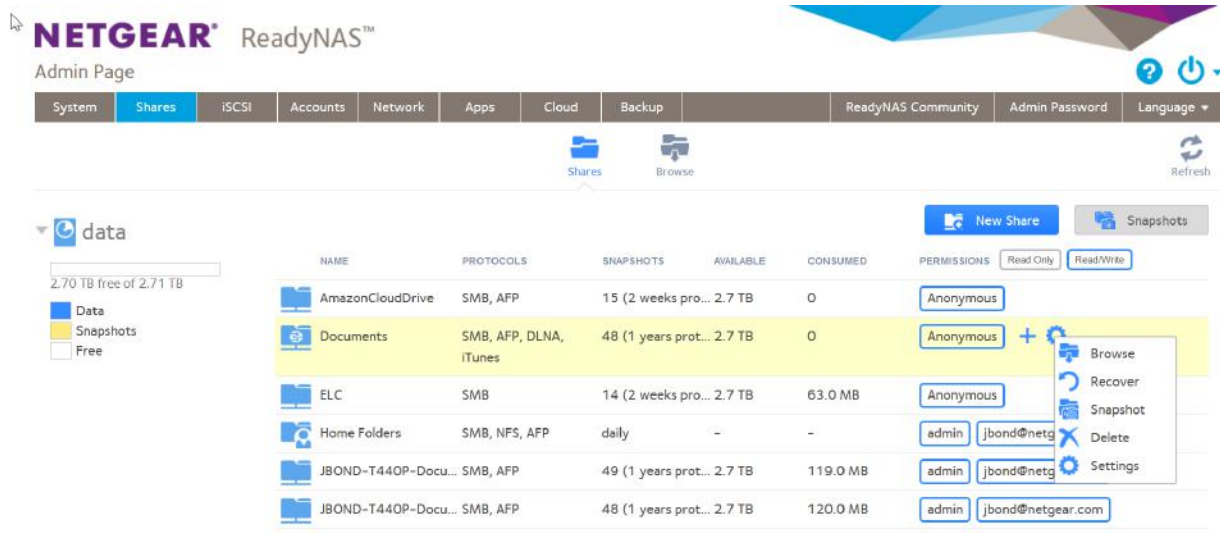 NETGEAR® ReadyNAS™
Admin Page
System Shares iSCSI Accounts Network Apps Cloud Backup ReadyNAS Community Admin Password Language
Shares Browse Refresh
data
New Share Snapshots
2.70 TB free of 2.71 TB
Data
Snapshots
Free
NAME PROTOCOLS SNAPSHOTS AVAILABLE CONSUMED PERMISSIONS Read Only Read/Write
AmazonCloudDrive SMB, AFP 15 (2 weeks pro... 2.7 TB 0 Anonymous
Documents SMB, AFP, DLNA, 48 (1 years prot... 2.7 TB 0 Anonymous
iTunes
ELC SMB 14 (2 weeks pro... 2.7 TB 63.0 MB Anonymous
Home Folders SMB, NFS, AFP daily - - admin jbond@netg
JBOND-T440P-Docu... SMB, AFP 49 (1 years prot... 2.7 TB 119.0 MB admin jbond@netg
JBOND-T440P-Docu... SMB, AFP 48 (1 years prot... 2.7 TB 120.0 MB admin jbond@netgear.com
Browse
Recover
Snapshot
Delete
Settings